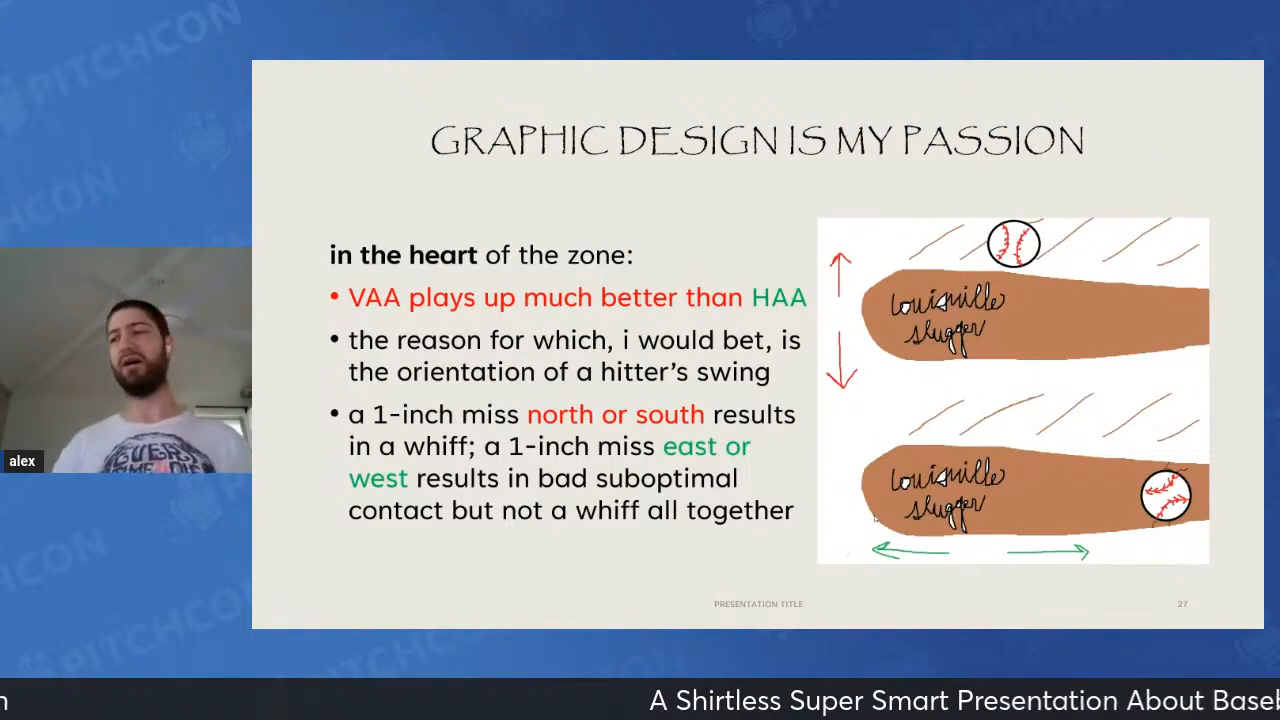 GRAPHIC DESIGN IS MY PASSION
in the heart of the zone:
• VAA plays up much better than HAA
• the reason for which, i would bet, is
the orientation of a hitter's swing
• a 1-inch miss north or south results
in a whiff; a 1-inch miss east or
west results in bad suboptimal
contact but not a whiff all together
Louisville
slugger
Louisville
slugger
PRESENTATION TITLE
27
alex
PITCHCON
PITCHCON
PITCHCON
n
A Shirtless Super Smart Presentation About Baseb